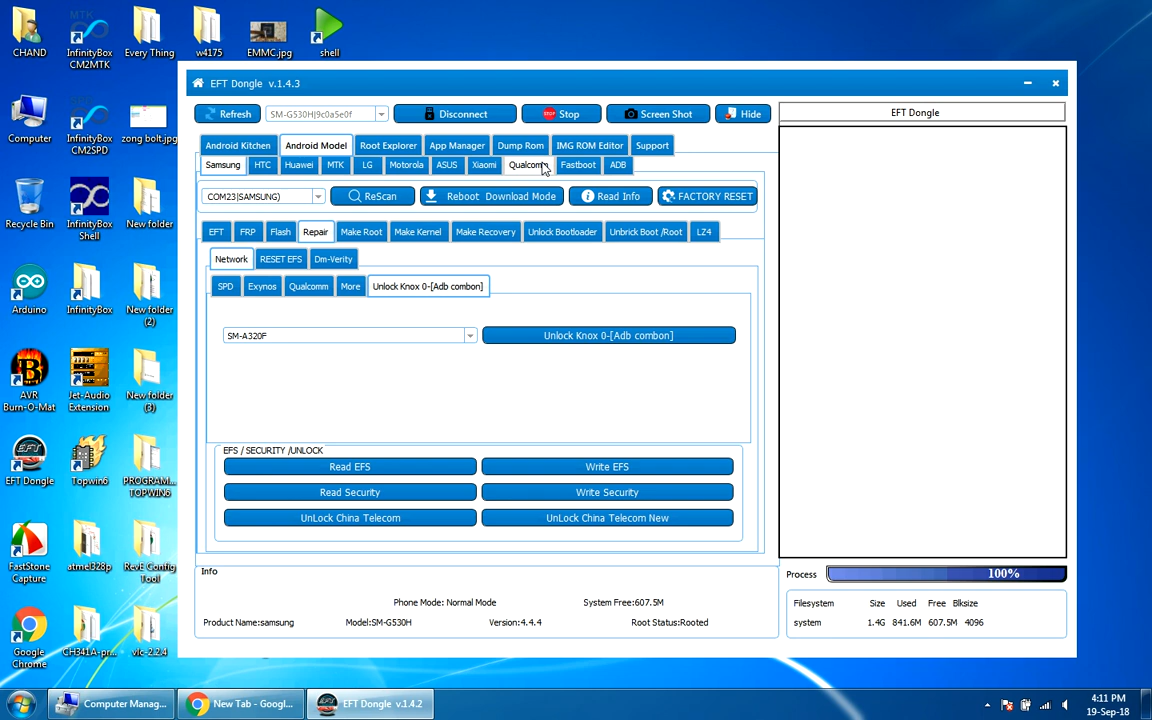 CHAND
InfinityBox CM2MTK
Every Thing
w4175
EMMC.jpg
shell
Computer
InfinityBox CM2SPD
zong bolt.jpg
Recycle Bin
InfinityBox Shell
New folder
Arduino
InfinityBox
New folder (2)
AVR Burn-O-Mat
Jet-Audio Extension
New folder (3)
EFT Dongle
Topwin6
PROGRAM... TOPWIN6
FastStone Capture
atmel328p
RevE Config Tool
Google Chrome
CH341A-pr...
vlc-2.2.4
EFT Dongle v.1.4.3
Refresh
SM-G530H|9c0a5e0f
Disconnect
STOP Stop
Screen Shot
Hide
EFT Dongle
Android Kitchen
Android Model
Root Explorer
App Manager
Dump Rom
IMG ROM Editor
Support
Samsung
HTC
Huawei
MTK
LG
Motorola
ASUS
Xiaomi
Qualcomm
Fastboot
ADB
COM23(SAMSUNG)
ReScan
Reboot Download Mode
Read Info
FACTORY RESET
EFT
FRP
Flash
Repair
Make Root
Make Kernel
Make Recovery
Unlock Bootloader
Unbrick Boot /Root
LZ4
Network
RESET EFS
Dm-Verity
SPD
Exynos
Qualcomm
More
Unlock Knox 0-[Adb combon]
SM-A320F
Unlock Knox 0-[Adb combon]
EFS / SECURITY /UNLOCK
Read EFS
Write EFS
Read Security
Write Security
UnLock China Telecom
UnLock China Telecom New
Info
Phone Mode: Normal Mode
System Free:607.5M
Product Name:samsung
Model:SM-G530H
Version:4.4.4
Root Status:Rooted
Process
100%
Filesystem Size Used Free Blksize
system 1.4G 841.6M 607.5M 4096
Computer Manag...
New Tab - Googl...
EFT Dongle v.1.4.2
4:11 PM
19-Sep-18